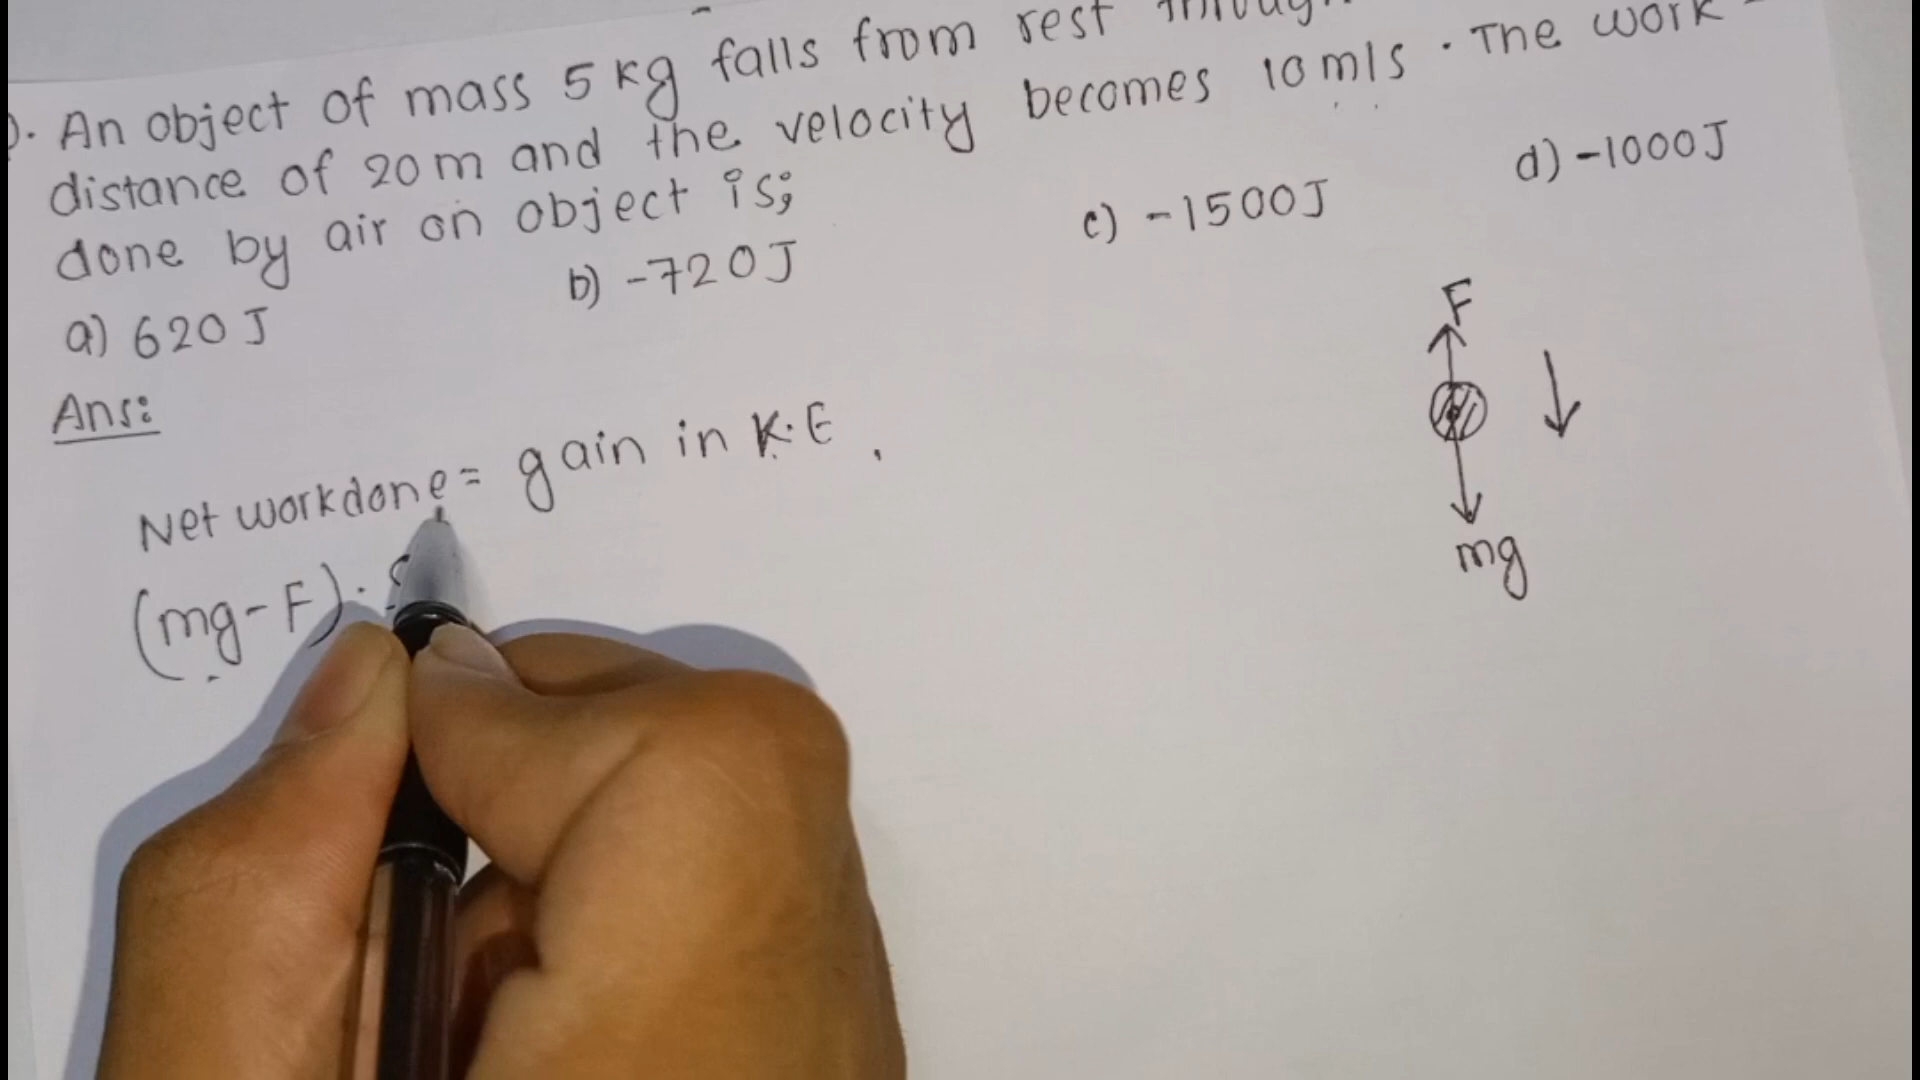 An object of mass 5 kg falls from rest
distance of 20 m and the velocity becomes 10 m/s. The work-
done by air on object is;
a) 620 J b) -720 J c) -1500 J d) -1000 J
Ans:
Net workdone = gain in K.E.
(mg-F).
F
mg